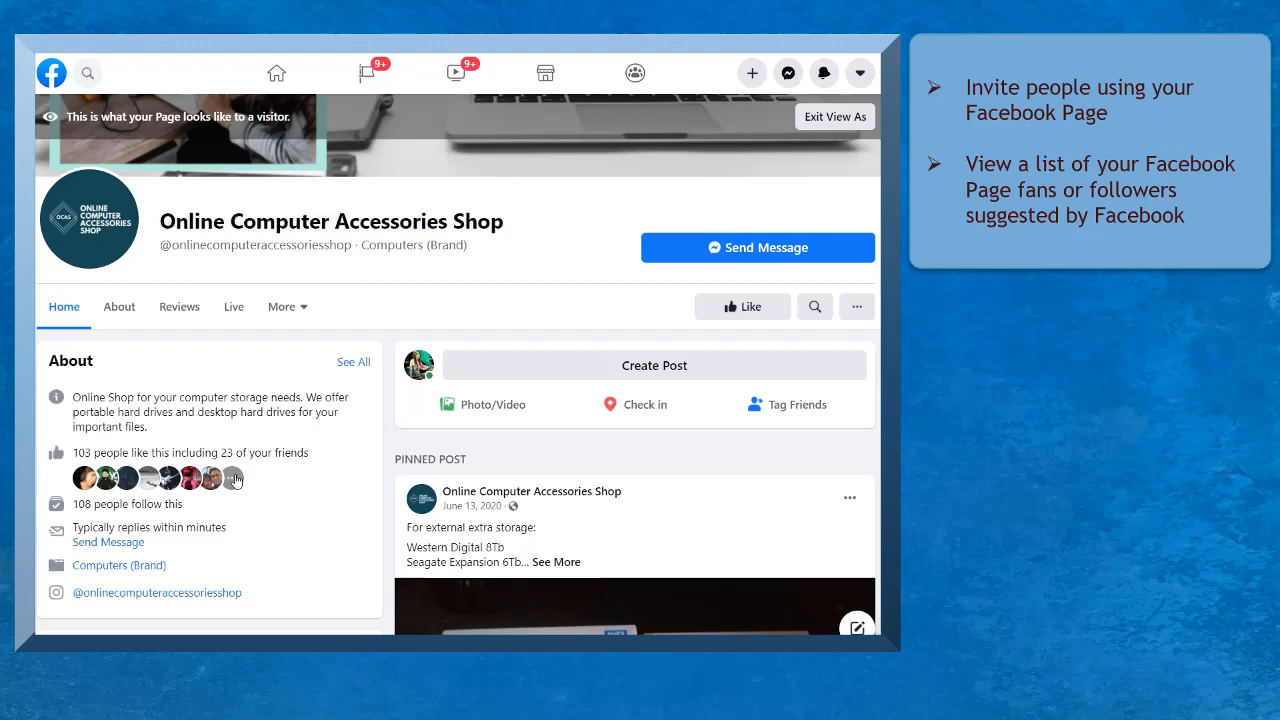 9+
9+
This is what your Page looks like to a visitor.
Exit View As
OCAS
ONLINE
COMPUTER
ACCESSORIES
SHOP
Online Computer Accessories Shop
@onlinecomputeraccessoriesshop · Computers (Brand)
Send Message
Home About Reviews Live More
Like
About
See All
Online Shop for your computer storage needs. We offer
portable hard drives and desktop hard drives for your
important files.
103 people like this including 23 of your friends
108 people follow this
Typically replies within minutes
Send Message
Computers (Brand)
@onlinecomputeraccessoriesshop
Create Post
Photo/Video Check in Tag Friends
PINNED POST
Online Computer Accessories Shop
June 13, 2020 ·
For external extra storage:
Western Digital 8Tb
Seagate Expansion 6Tb... See More
Invite people using your
Facebook Page
View a list of your Facebook
Page fans or followers
suggested by Facebook